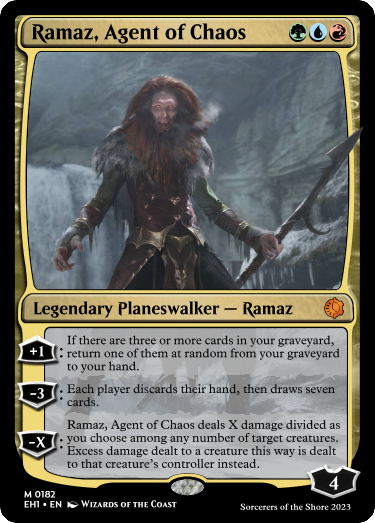 Ramaz, Agent of Chaos
Legendary Planeswalker — Ramaz
+1: If there are three or more cards in your graveyard,
return one of them at random from your graveyard
to your hand.
-3: Each player discards their hand, then draws seven
cards.
-X: Ramaz, Agent of Chaos deals X damage divided as
you choose among any number of target creatures.
Excess damage dealt to a creature this way is dealt
to that creature's controller instead.
4
M 0182
EH1 • EN Wizards of the Coast
Sorcerers of the Shore 2023